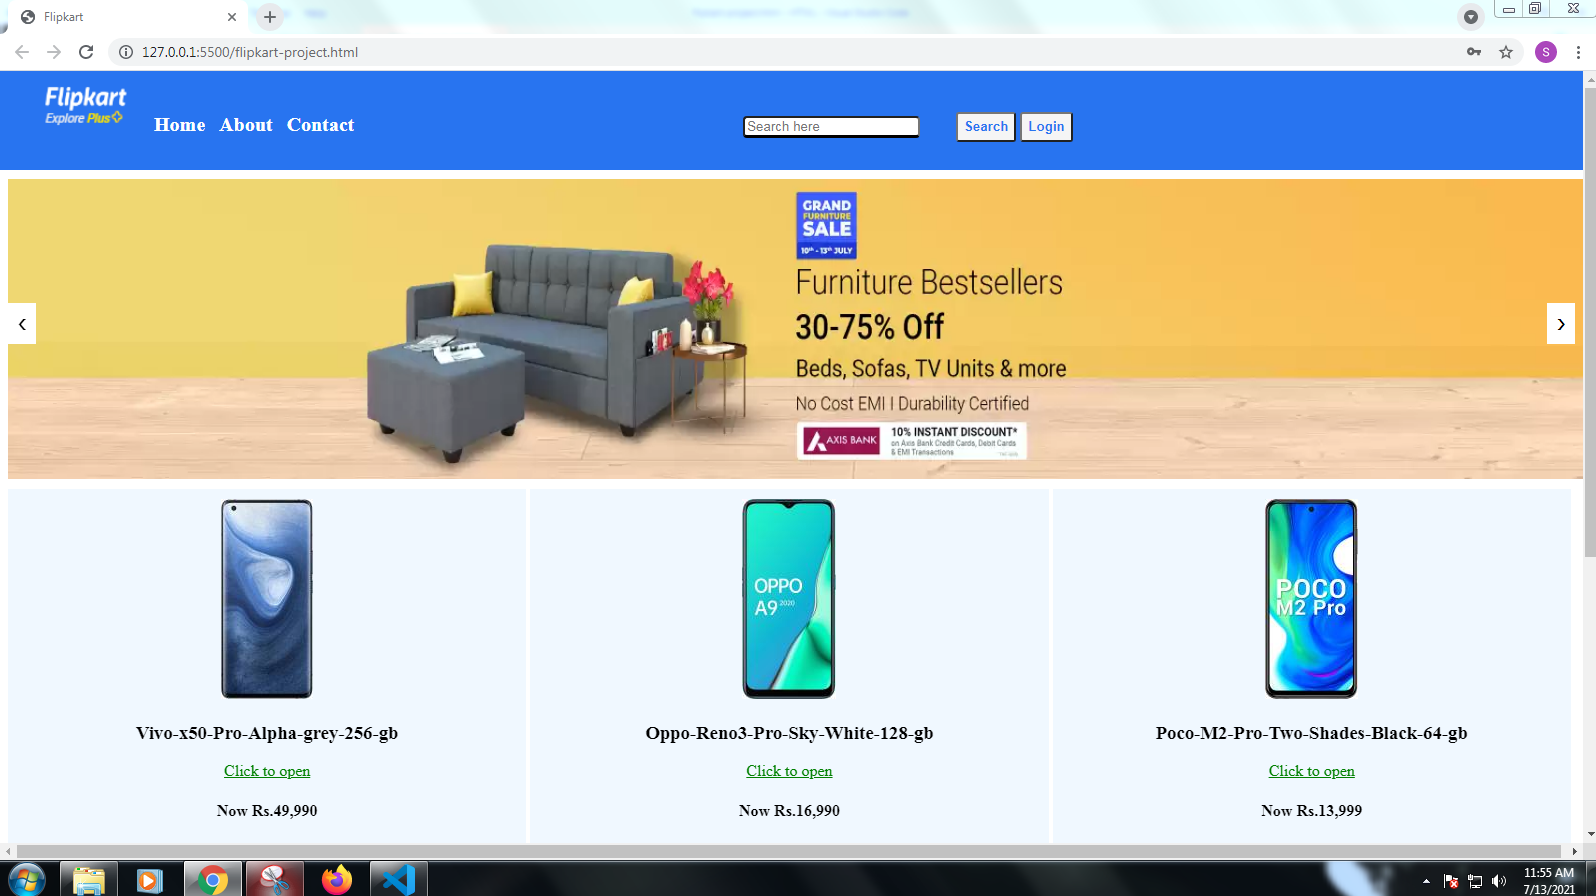 Flipkart
127.0.0.1:5500/flipkart-project.html
S
Flipkart
Explore Plus
Home About Contact
Search here
Search
Login
GRAND
FURNITURE
SALE
10th - 13th JULY
Furniture Bestsellers
30-75% Off
Beds, Sofas, TV Units & more
No Cost EMI I Durability Certified
AXIS BANK
10% INSTANT DISCOUNT*
on Axis Bank Credit Cards, Debit Cards
& EMI Transactions
‹
›
OPPO
A9 2020
POCO
M2 Pro
Vivo-x50-Pro-Alpha-grey-256-gb
Oppo-Reno3-Pro-Sky-White-128-gb
Poco-M2-Pro-Two-Shades-Black-64-gb
Click to open
Click to open
Click to open
Now Rs.49,990
Now Rs.16,990
Now Rs.13,999
11:55 AM
7/13/2021